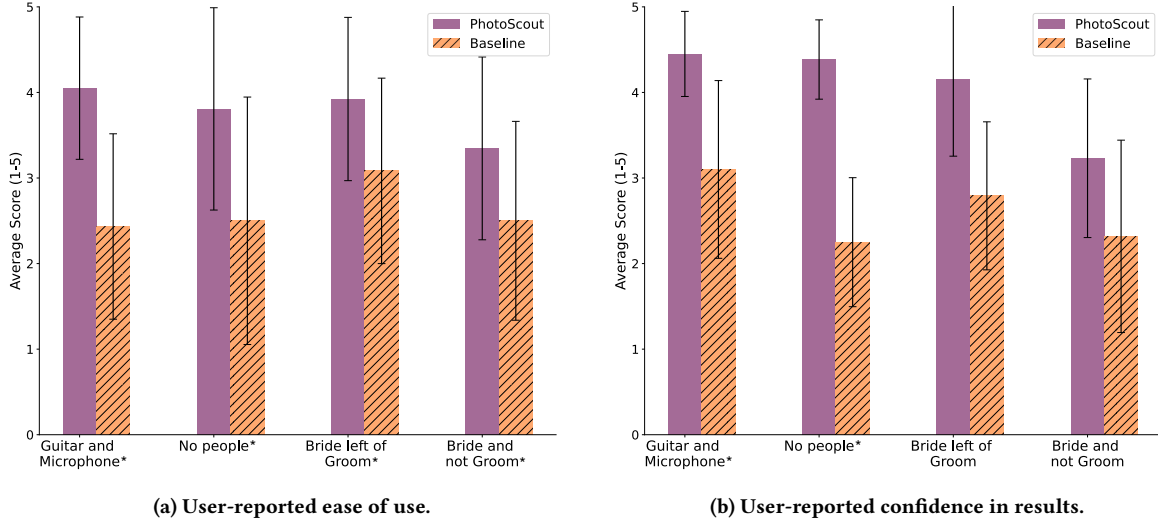 PhotoScout
Baseline
Average Score (1-5)
5
4
3
2
1
0
Guitar and
Microphone*
No people*
Bride left of
Groom*
Bride and
not Groom*
(a) User-reported ease of use.
PhotoScout
Baseline
Average Score (1-5)
5
4
3
2
1
0
Guitar and
Microphone*
No people*
Bride left of
Groom
Bride and
not Groom
(b) User-reported confidence in results.